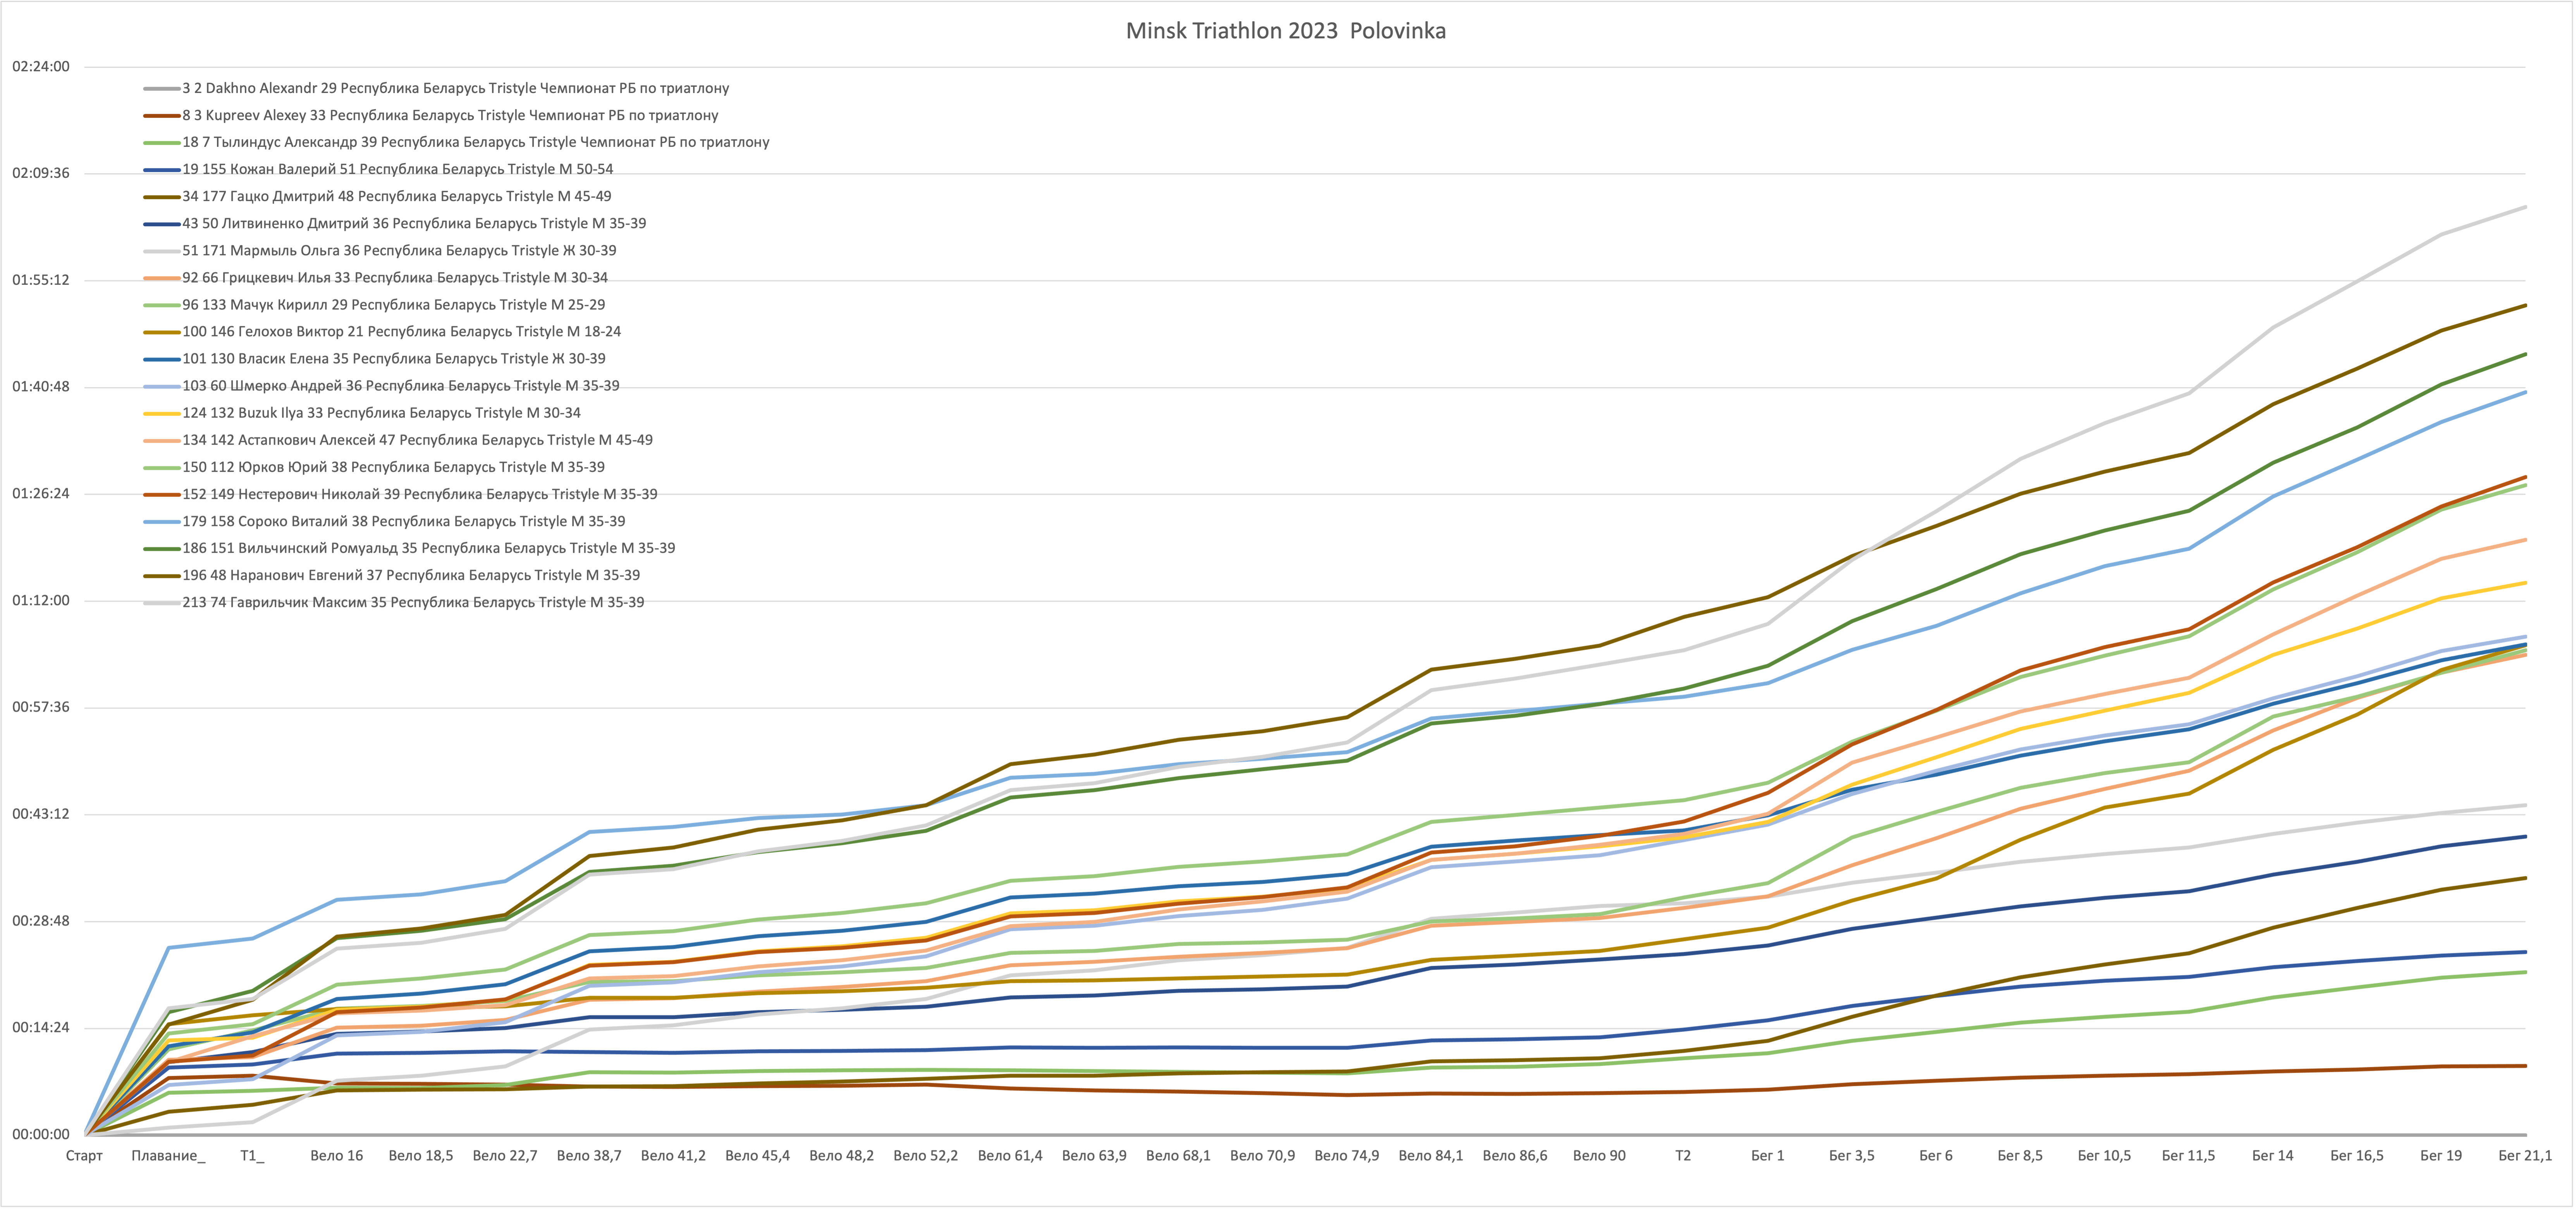 Minsk Triathlon 2023  Polovinka
02:24:00
02:09:36
01:55:12
01:40:48
01:26:24
01:12:00
00:57:36
00:43:12
00:28:48
00:14:24
00:00:00
3 2 Dakhno Alexandr 29 Республика Беларусь Tristyle Чемпионат РБ по триатлону
8 3 Kupreev Alexey 33 Республика Беларусь Tristyle Чемпионат РБ по триатлону
18 7 Тылиндус Александр 39 Республика Беларусь Tristyle Чемпионат РБ по триатлону
19 155 Кожан Валерий 51 Республика Беларусь Tristyle М 50-54
34 177 Гацко Дмитрий 48 Республика Беларусь Tristyle М 45-49
43 50 Литвиненко Дмитрий 36 Республика Беларусь Tristyle М 35-39
51 171 Мармыль Ольга 36 Республика Беларусь Tristyle Ж 30-39
92 66 Грицкевич Илья 33 Республика Беларусь Tristyle М 30-34
96 133 Мачук Кирилл 29 Республика Беларусь Tristyle М 25-29
100 146 Гелохов Виктор 21 Республика Беларусь Tristyle М 18-24
101 130 Власик Елена 35 Республика Беларусь Tristyle Ж 30-39
103 60 Шмерко Андрей 36 Республика Беларусь Tristyle М 35-39
124 132 Buzuk Ilya 33 Республика Беларусь Tristyle М 30-34
134 142 Астапкович Алексей 47 Республика Беларусь Tristyle М 45-49
150 112 Юрков Юрий 38 Республика Беларусь Tristyle М 35-39
152 149 Нестерович Николай 39 Республика Беларусь Tristyle М 35-39
179 158 Сороко Виталий 38 Республика Беларусь Tristyle М 35-39
186 151 Вильчинский Ромуальд 35 Республика Беларусь Tristyle М 35-39
196 48 Наранович Евгений 37 Республика Беларусь Tristyle М 35-39
213 74 Гаврильчик Максим 35 Республика Беларусь Tristyle М 35-39
Старт Плавание_ Т1_ Вело 16 Вело 18,5 Вело 22,7 Вело 38,7 Вело 41,2 Вело 45,4 Вело 48,2 Вело 52,2 Вело 61,4 Вело 63,9 Вело 68,1 Вело 70,9 Вело 74,9 Вело 84,1 Вело 86,6 Вело 90 Т2 Бег 1 Бег 3,5 Бег 6 Бег 8,5 Бег 10,5 Бег 11,5 Бег 14 Бег 16,5 Бег 19 Бег 21,1